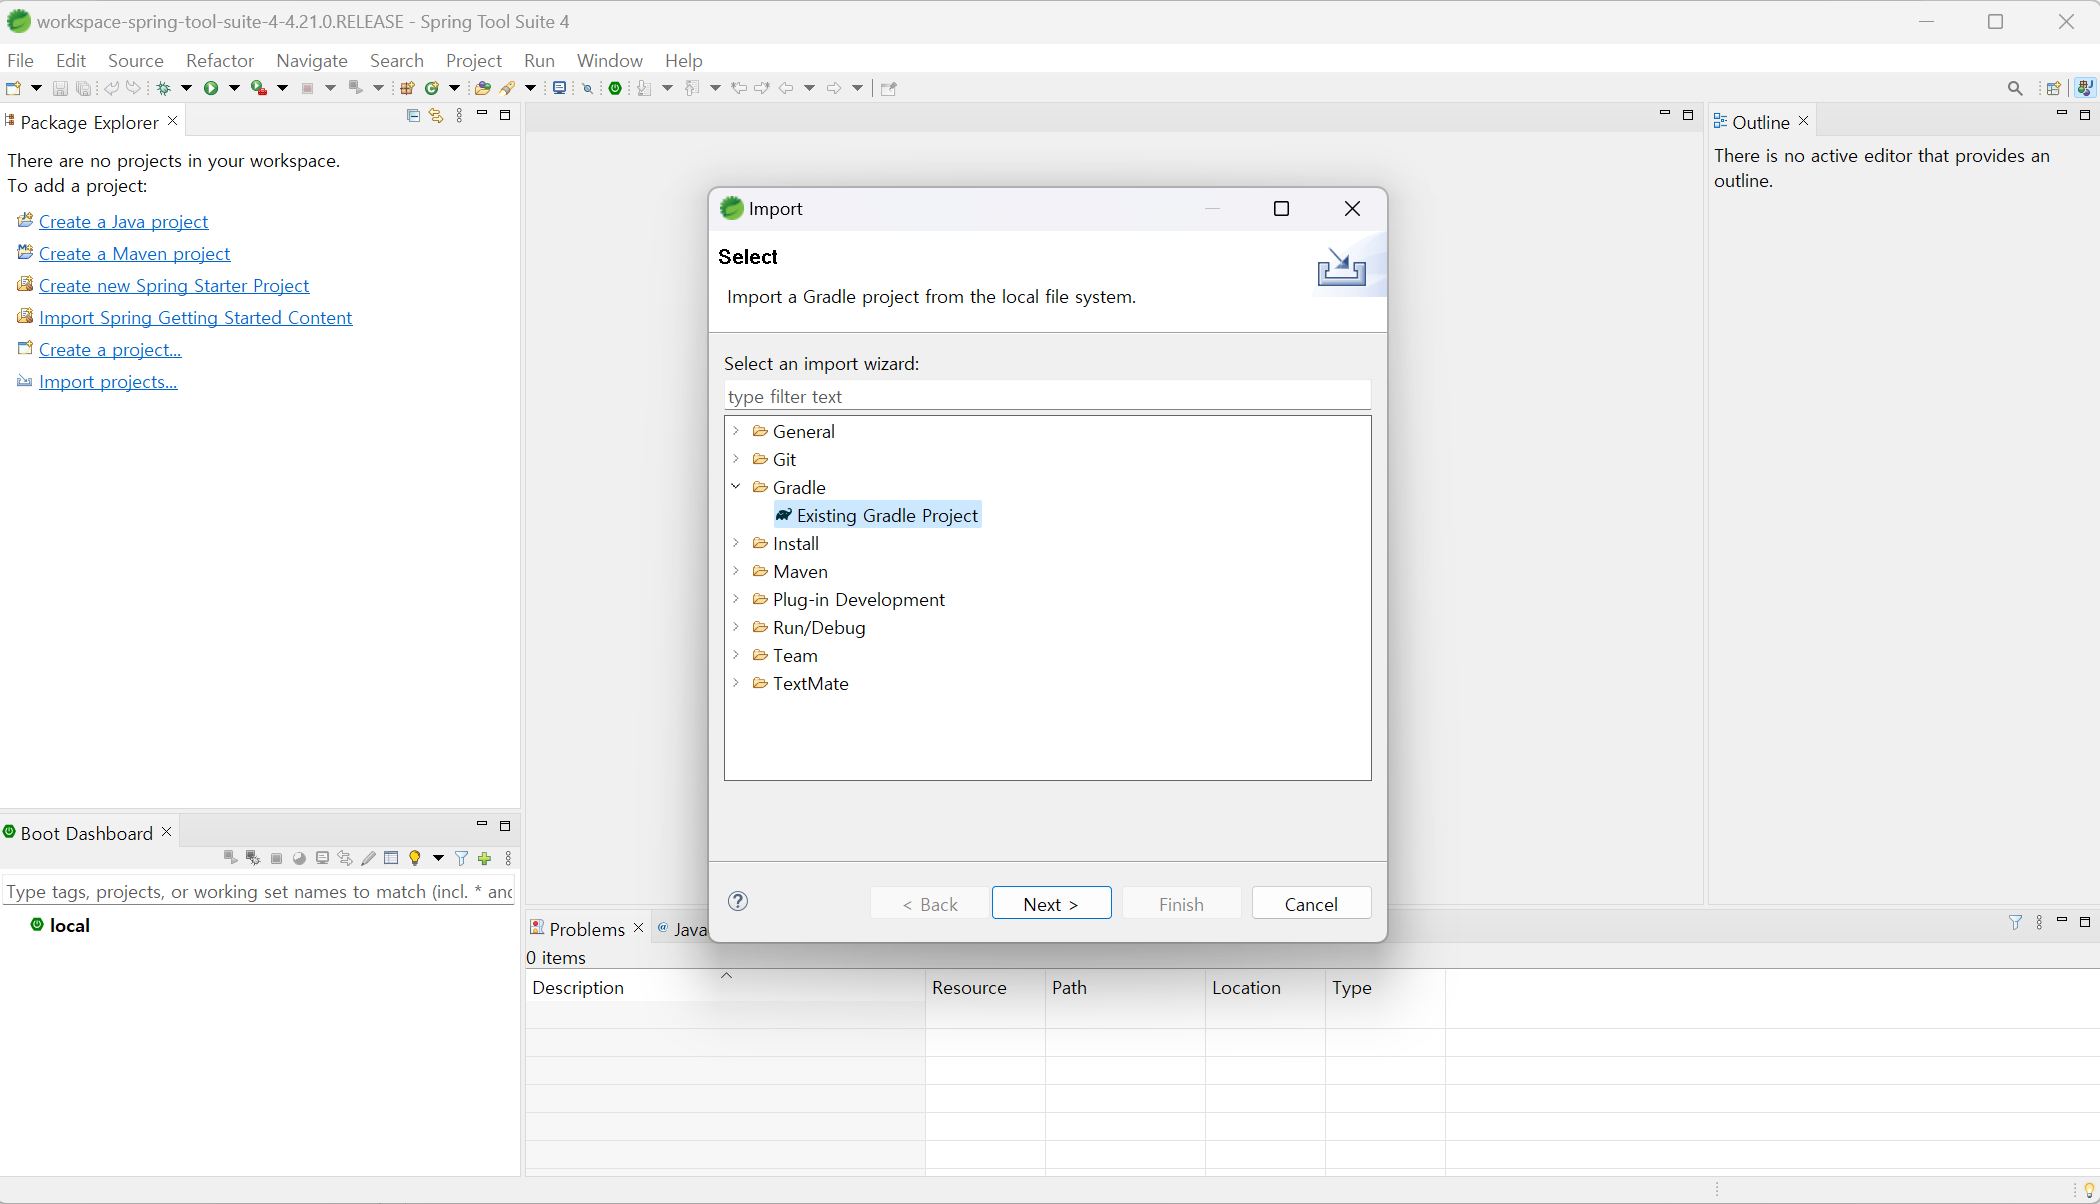 workspace-spring-tool-suite-4-4.21.0.RELEASE - Spring Tool Suite 4
File Edit Source Refactor Navigate Search Project Run Window Help
Package Explorer
There are no projects in your workspace.
To add a project:
Create a Java project
Create a Maven project
Create new Spring Starter Project
Import Spring Getting Started Content
Create a project...
Import projects...
Boot Dashboard
Type tags, projects, or working set names to match (incl. * and
local
Import
Select
Import a Gradle project from the local file system.
Select an import wizard:
type filter text
General
Git
Gradle
Existing Gradle Project
Install
Maven
Plug-in Development
Run/Debug
Team
TextMate
< Back Next > Finish Cancel
Outline
There is no active editor that provides an
outline.
Problems @ Java
0 items
Description Resource Path Location Type